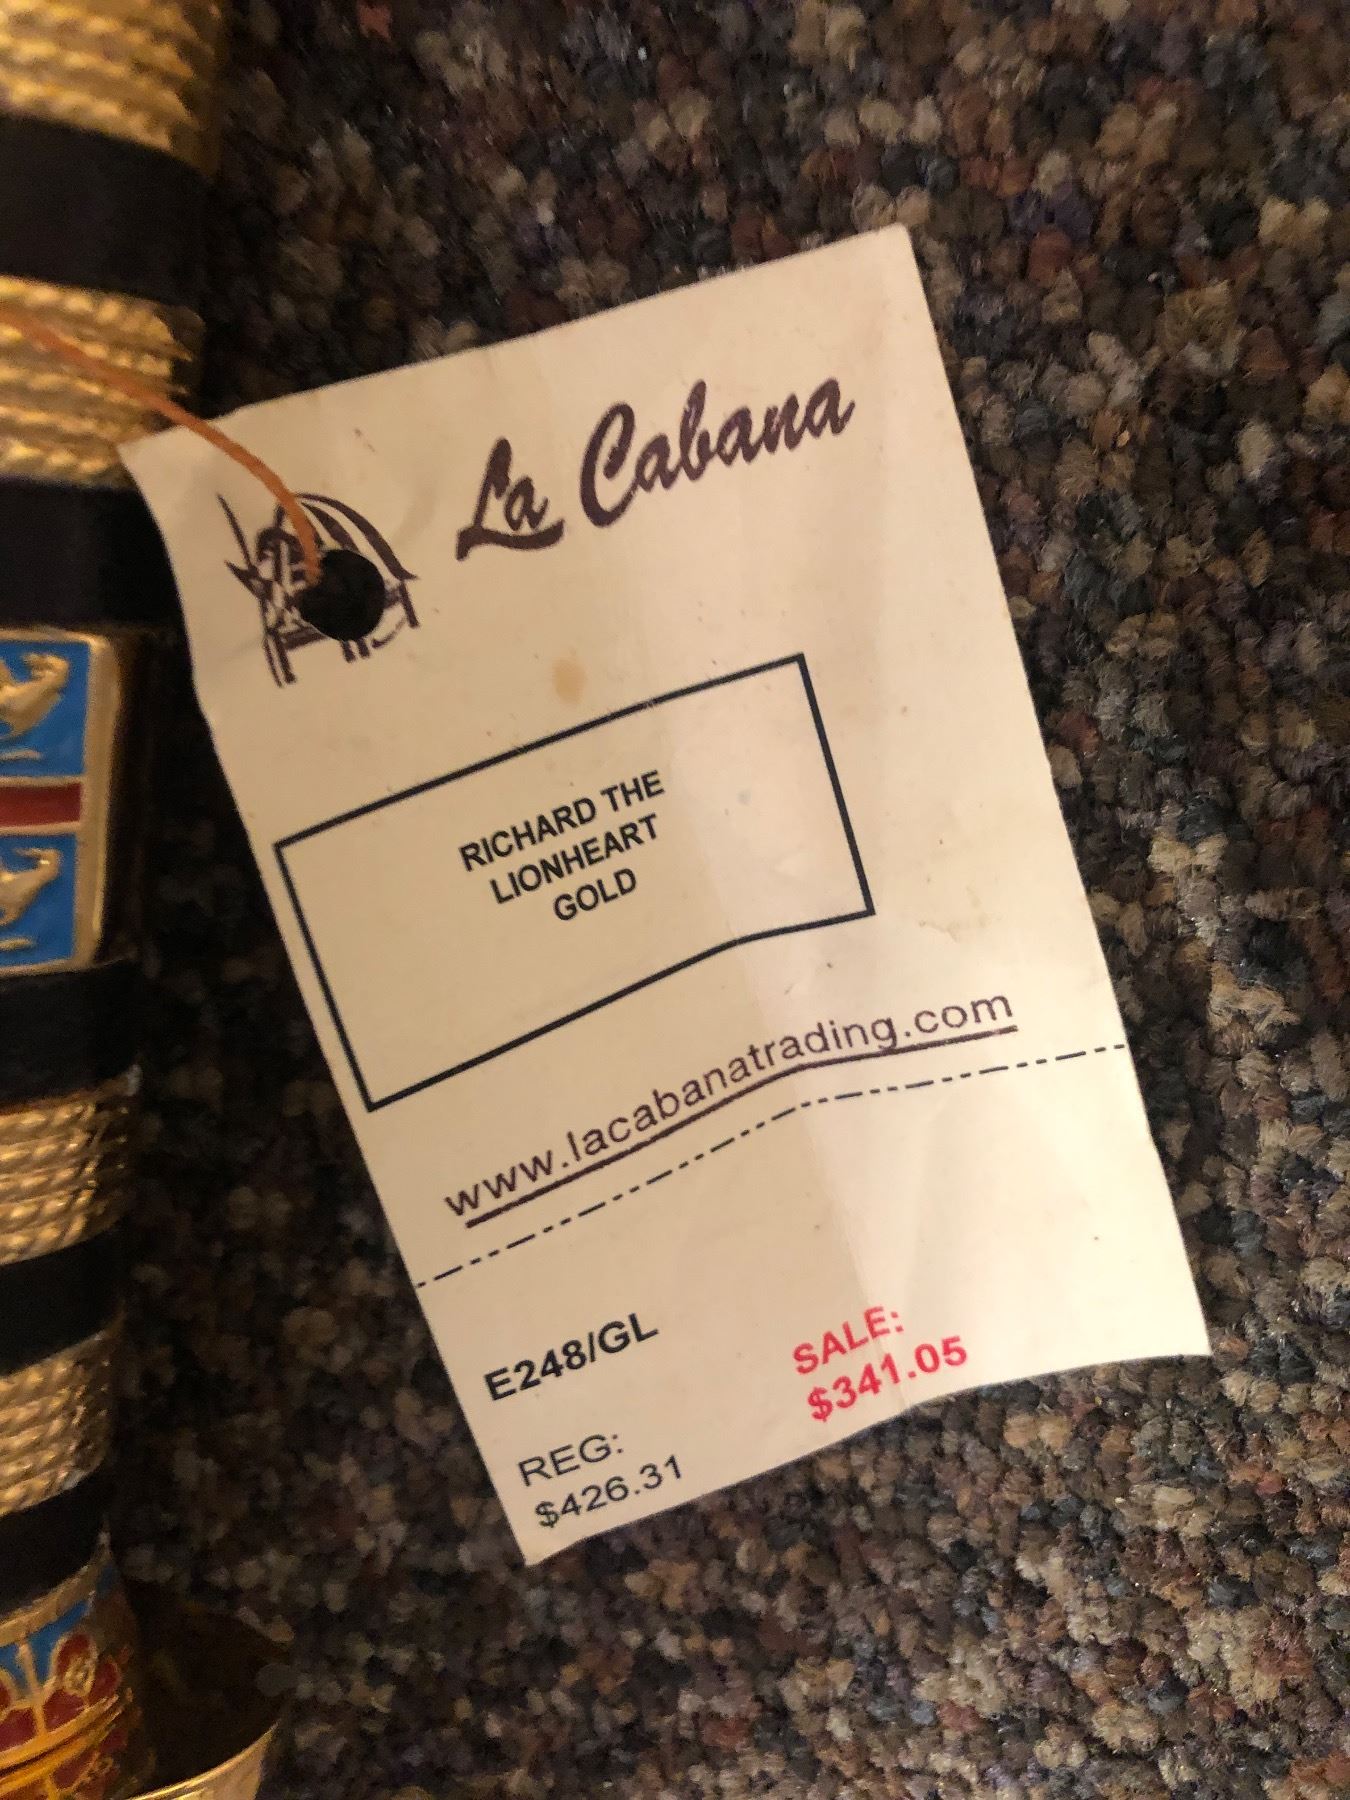 La Cabana
RICHARD THE
LIONHEART
GOLD
www.lacabanatrading.com
E248/GL
SALE:
$341.05
REG:
$426.31